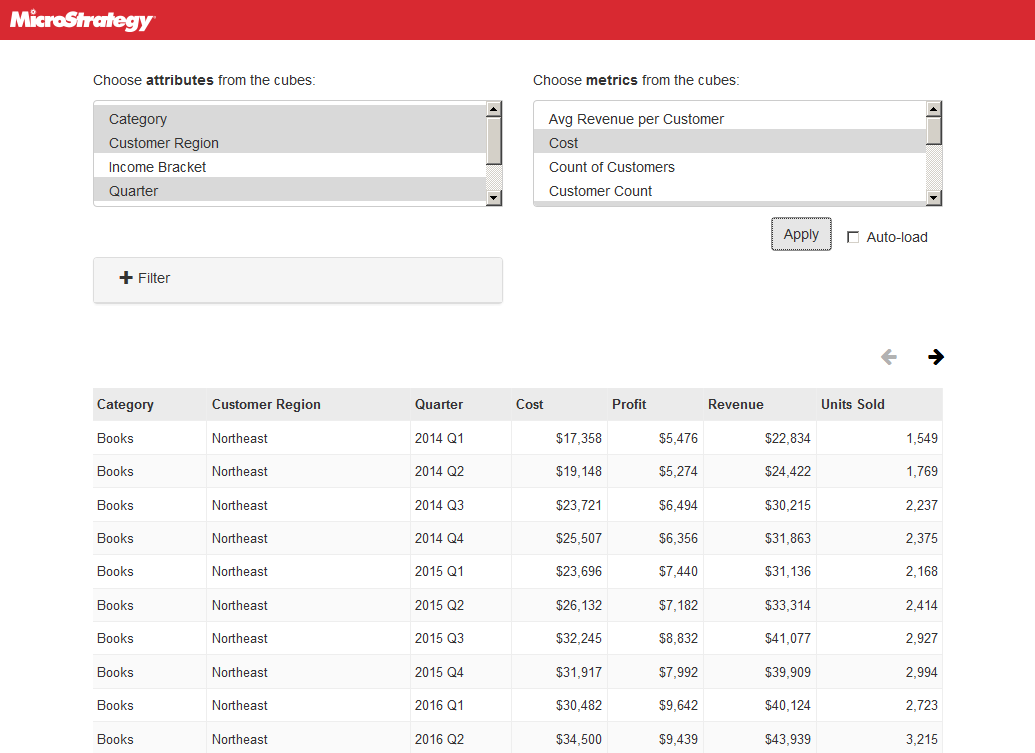 MicroStrategy
Choose attributes from the cubes:
Choose metrics from the cubes:
Category
Customer Region
Income Bracket
Quarter
Avg Revenue per Customer
Cost
Count of Customers
Customer Count
Apply
Auto-load
Filter
Category Customer Region Quarter Cost Profit Revenue Units Sold
Books Northeast 2014 Q1 $17,358 $5,476 $22,834 1,549
Books Northeast 2014 Q2 $19,148 $5,274 $24,422 1,769
Books Northeast 2014 Q3 $23,721 $6,494 $30,215 2,237
Books Northeast 2014 Q4 $25,507 $6,356 $31,863 2,375
Books Northeast 2015 Q1 $23,696 $7,440 $31,136 2,168
Books Northeast 2015 Q2 $26,132 $7,182 $33,314 2,414
Books Northeast 2015 Q3 $32,245 $8,832 $41,077 2,927
Books Northeast 2015 Q4 $31,917 $7,992 $39,909 2,994
Books Northeast 2016 Q1 $30,482 $9,642 $40,124 2,723
Books Northeast 2016 Q2 $34,500 $9,439 $43,939 3,215